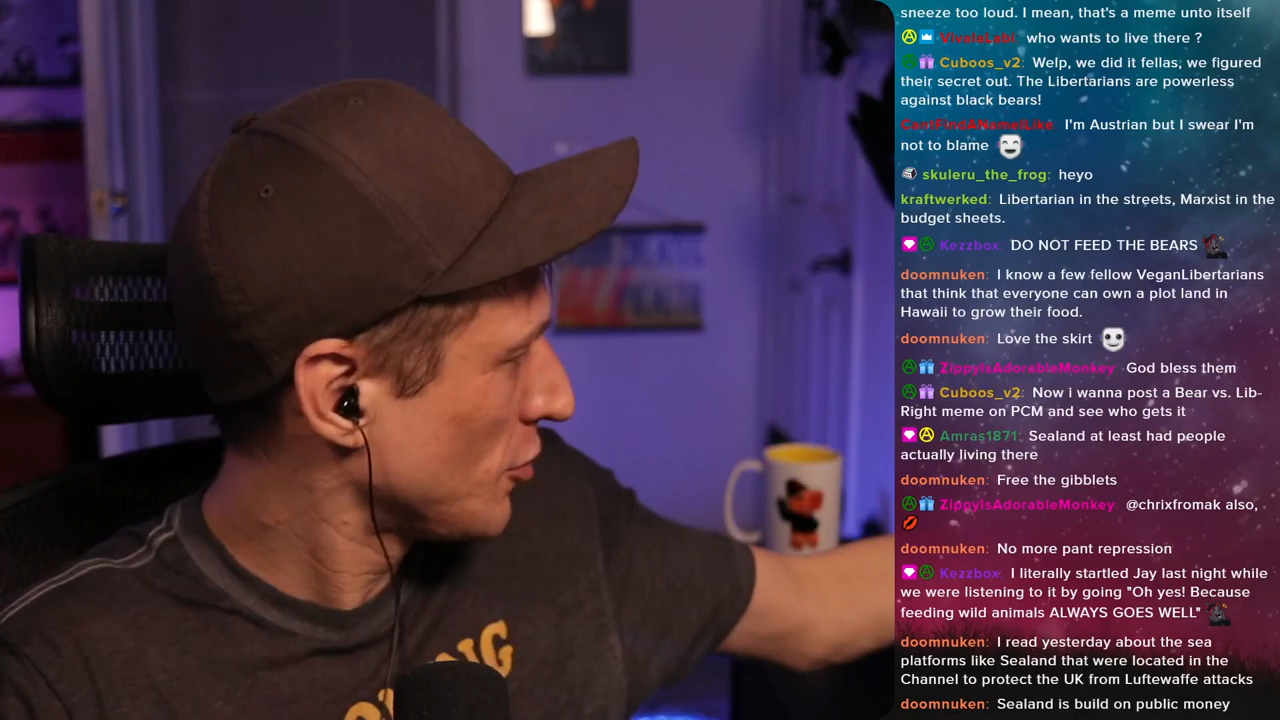 sneeze too loud. I mean, that's a meme unto itself
VivalaLabi: who wants to live there ?
Cuboos_v2: Welp, we did it fellas, we figured
their secret out. The Libertarians are powerless
against black bears!
CantFindANameILike: I'm Austrian but I swear I'm
not to blame
skuleru_the_frog: heyo
kraftwerked: Libertarian in the streets, Marxist in the
budget sheets.
Kezzbox: DO NOT FEED THE BEARS
doomnuken: I know a few fellow VeganLibertarians
that think that everyone can own a plot land in
Hawaii to grow their food.
doomnuken: Love the skirt
ZippyIsAdorableMonkey: God bless them
Cuboos_v2: Now i wanna post a Bear vs. Lib-
Right meme on PCM and see who gets it
Amras1871: Sealand at least had people
actually living there
doomnuken: Free the gibblets
ZippyIsAdorableMonkey: @chrixfromak also,
doomnuken: No more pant repression
Kezzbox: I literally startled Jay last night while
we were listening to it by going "Oh yes! Because
feeding wild animals ALWAYS GOES WELL"
doomnuken: I read yesterday about the sea
platforms like Sealand that were located in the
Channel to protect the UK from Luftewaffe attacks
doomnuken: Sealand is build on public money